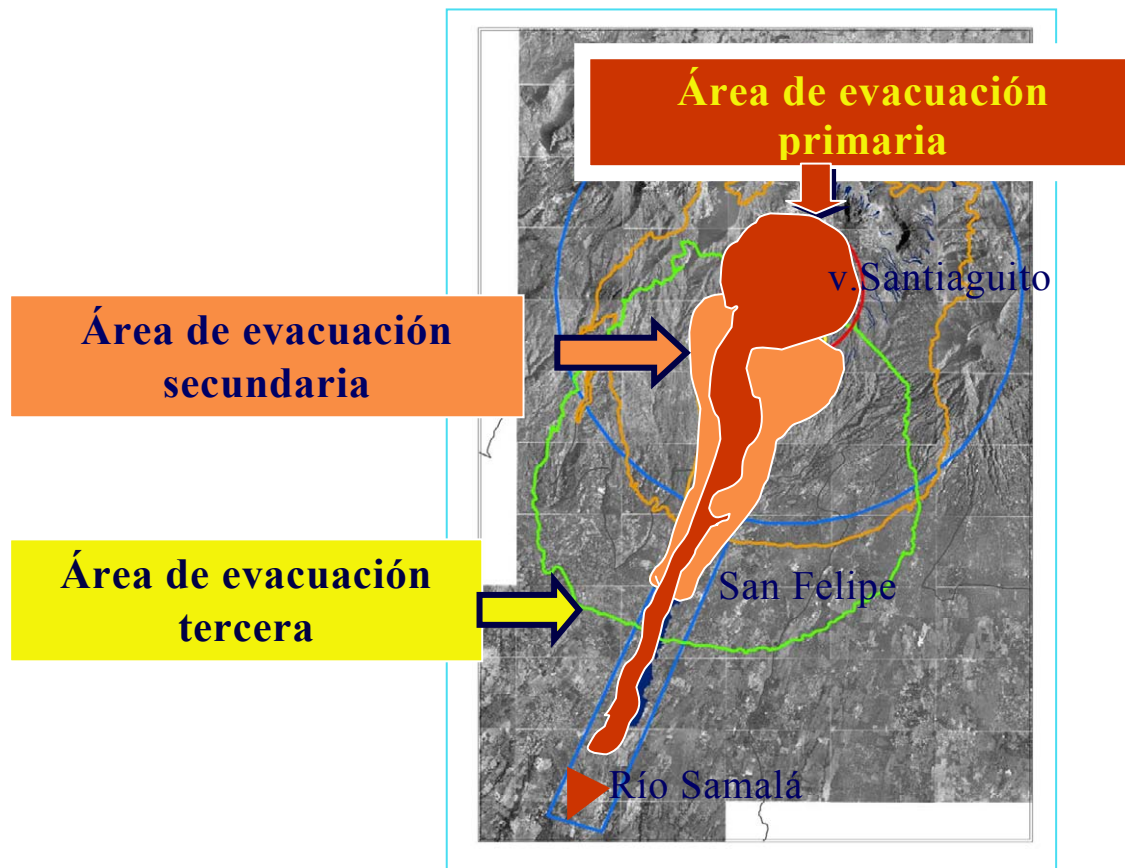 Área de evacuación
primaria
v.Santiaguito
Área de evacuación
secundaria
Área de evacuación
tercera
San Felipe
Río Samalá